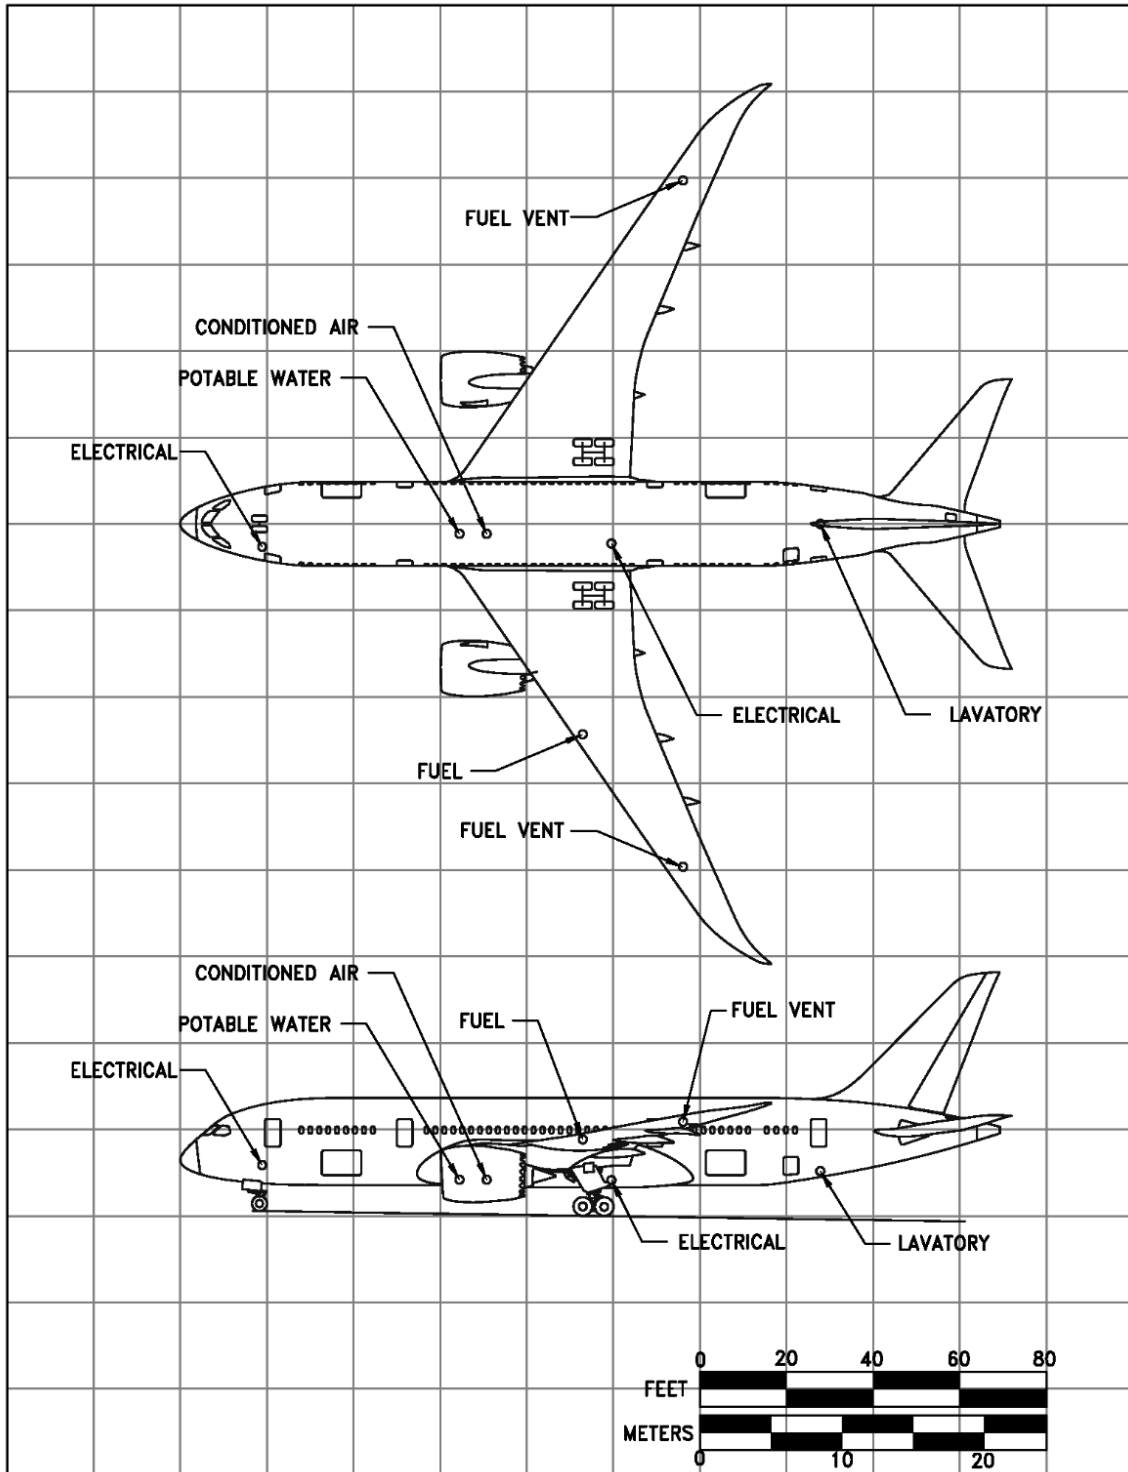 FUEL VENT
CONDITIONED AIR
POTABLE WATER
ELECTRICAL
ELECTRICAL
LAVATORY
FUEL
FUEL VENT
CONDITIONED AIR
FUEL VENT
POTABLE WATER
FUEL
ELECTRICAL
ELECTRICAL
LAVATORY
0 20 40 60 80
FEET
METERS
0 10 20